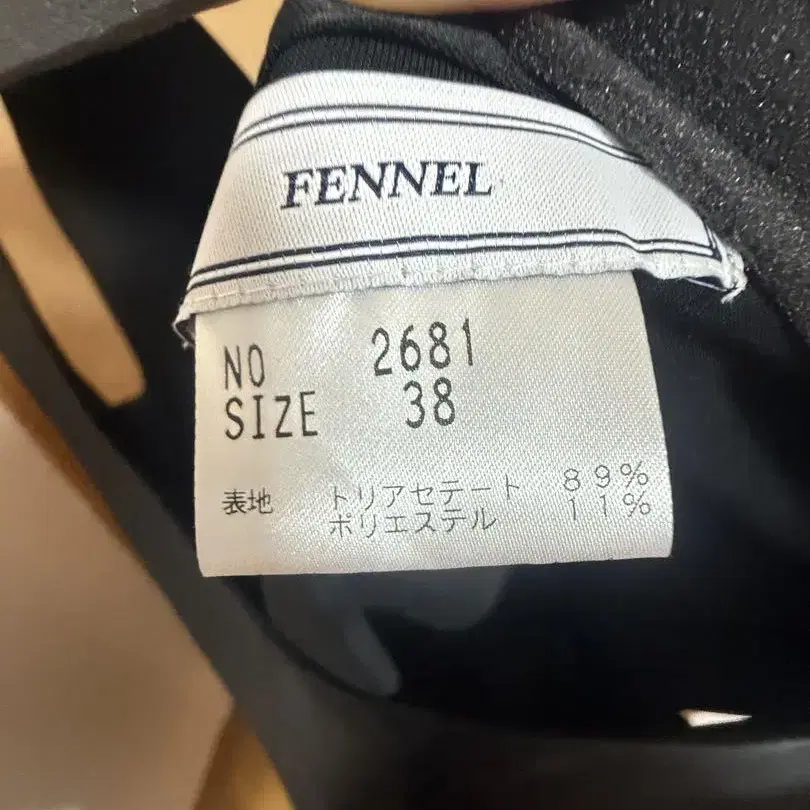 FENNEL
NO 2681
SIZE 38
表地 トリアセテート 89%
ポリエステル 11%